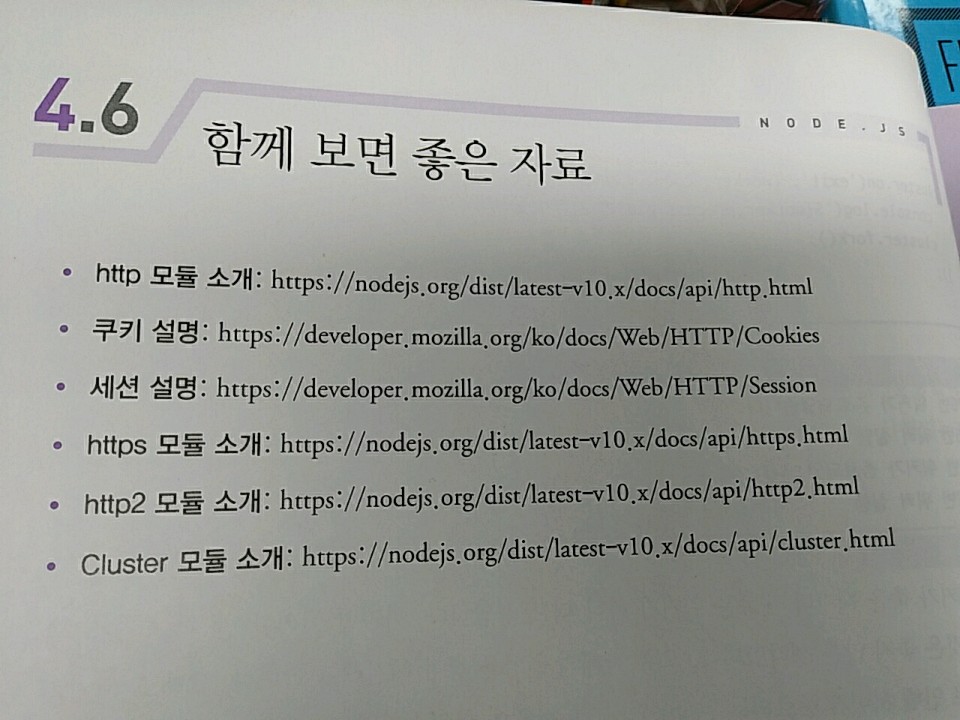 4.6
함께 보면 좋은 자료
NODE.JS
• http 모듈 소개: https://nodejs.org/dist/latest-v10.x/docs/api/http.html
• 쿠키 설명: https://developer.mozilla.org/ko/docs/Web/HTTP/Cookies
• 세션 설명: https://developer.mozilla.org/ko/docs/Web/HTTP/Session
• https 모듈 소개: https://nodejs.org/dist/latest-v10.x/docs/api/https.html
• http2 모듈 소개: https://nodejs.org/dist/latest-v10.x/docs/api/http2.html
• Cluster 모듈 소개: https://nodejs.org/dist/latest-v10.x/docs/api/cluster.html